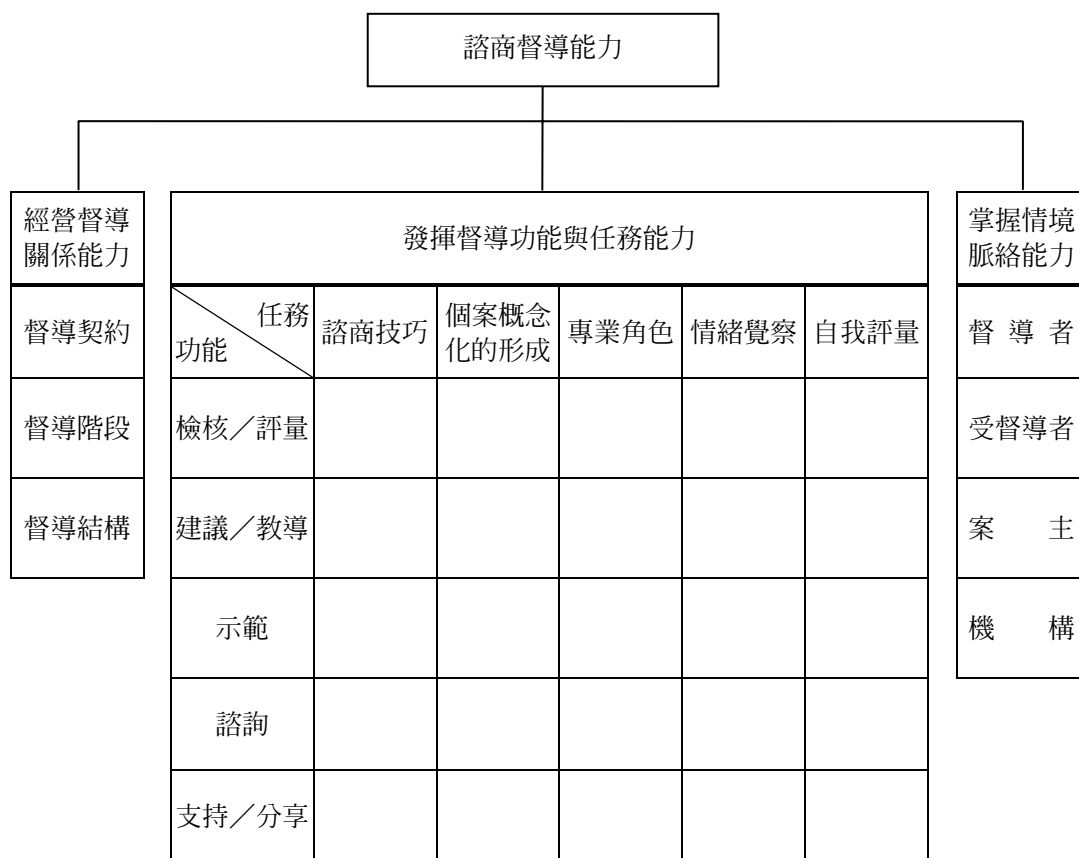 諮商督導能力
經營督導
關係能力
督導契約
督導階段
督導結構
發揮督導功能與任務能力
任務
功能
諮商技巧
個案概念
化的形成
專業角色
情緒覺察
自我評量
檢核／評量
建議／教導
示範
諮詢
支持／分享
掌握情境
脈絡能力
督導者
受督導者
案主
機構